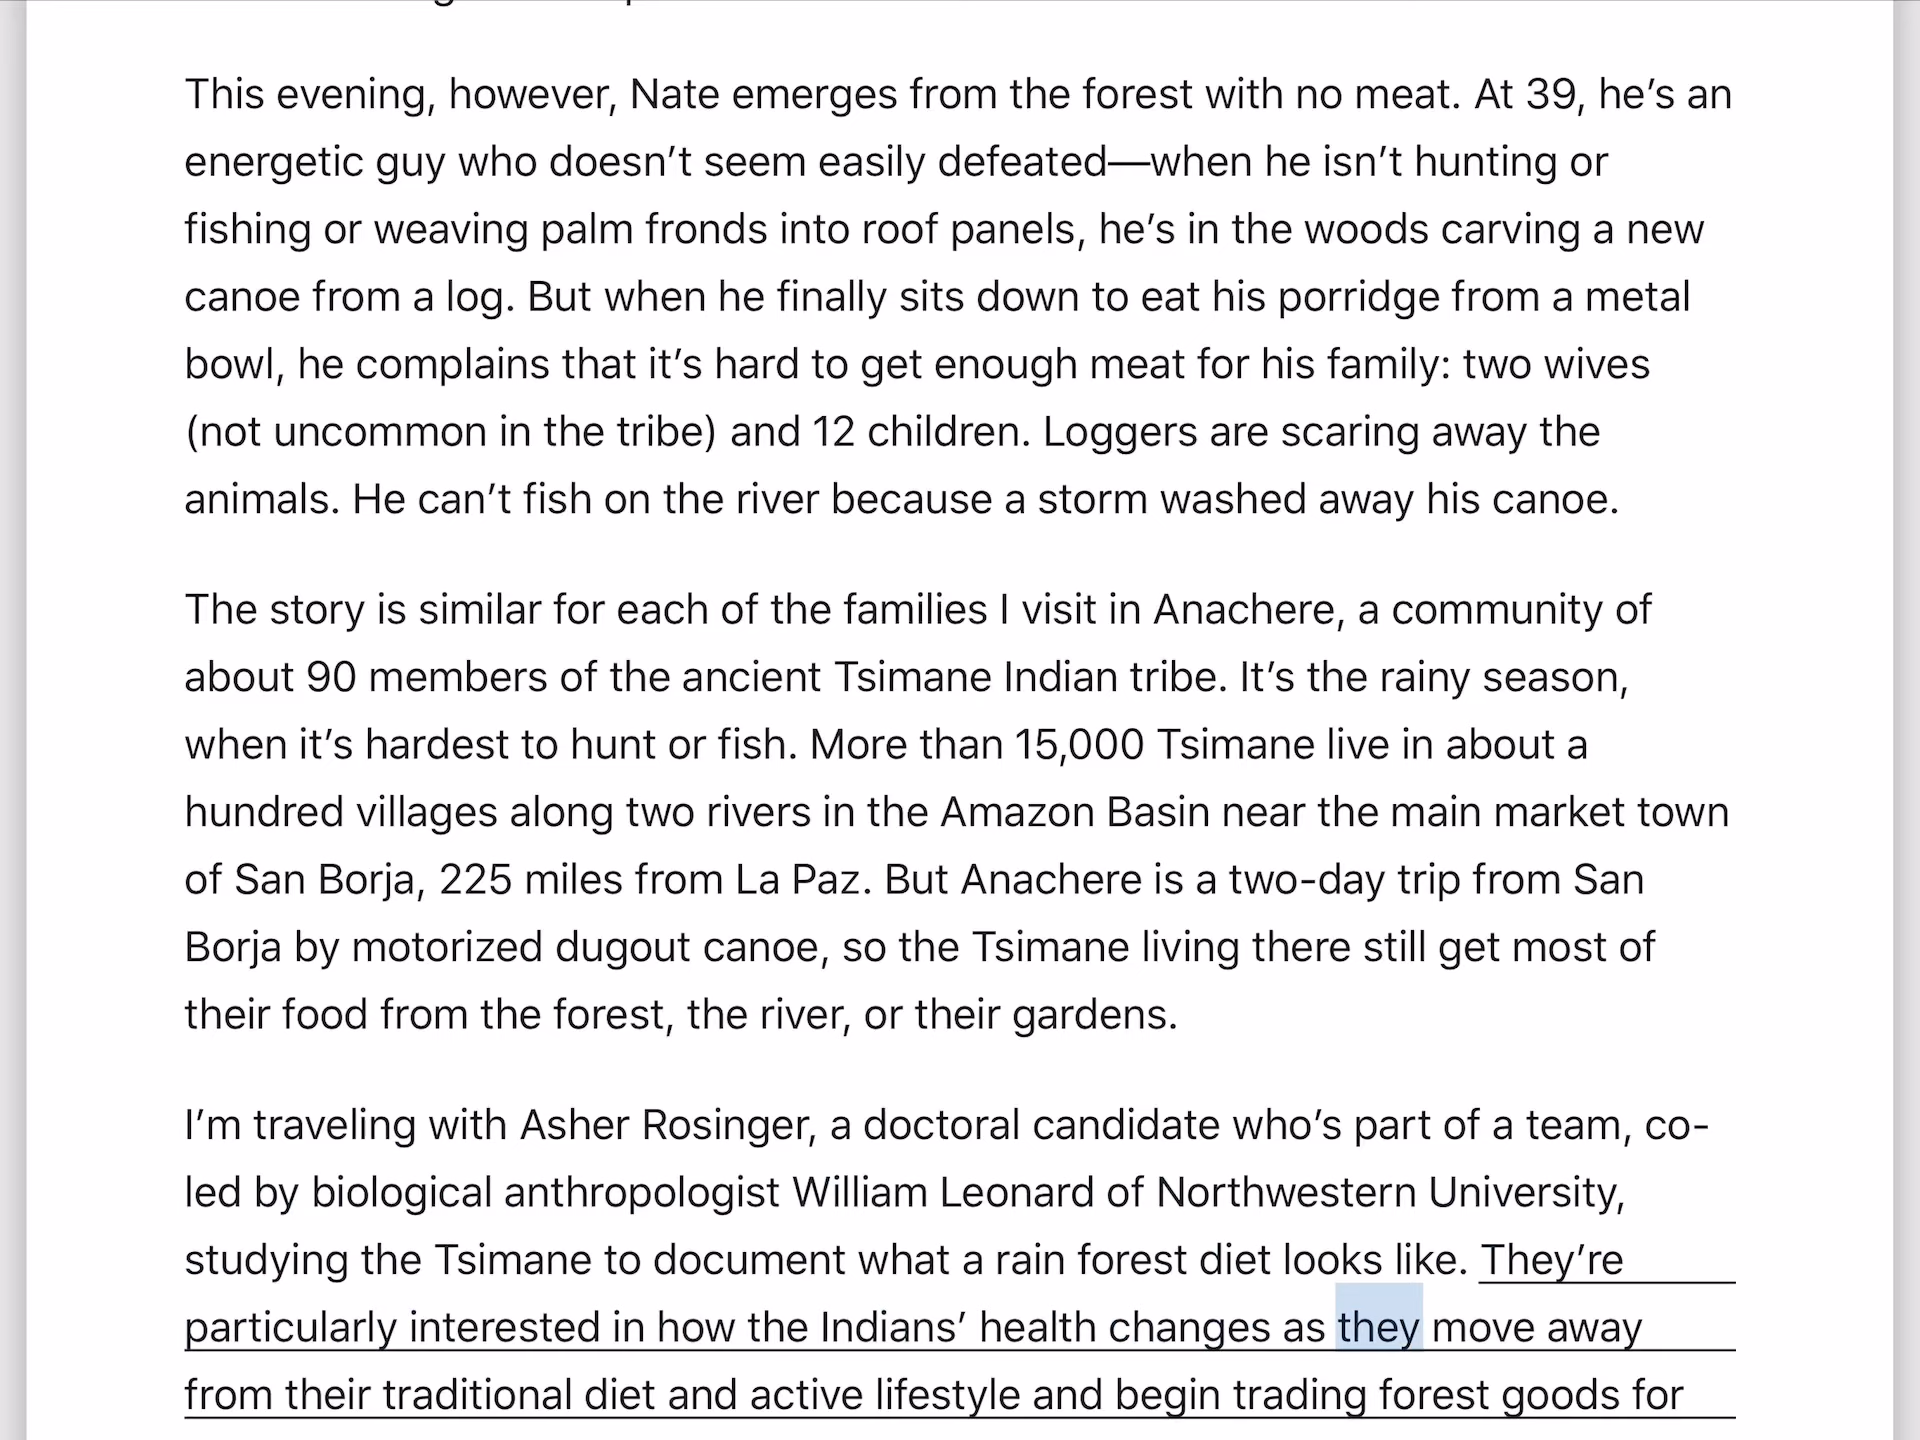 This evening, however, Nate emerges from the forest with no meat. At 39, he’s an
energetic guy who doesn’t seem easily defeated—when he isn’t hunting or
fishing or weaving palm fronds into roof panels, he’s in the woods carving a new
canoe from a log. But when he finally sits down to eat his porridge from a metal
bowl, he complains that it’s hard to get enough meat for his family: two wives
(not uncommon in the tribe) and 12 children. Loggers are scaring away the
animals. He can’t fish on the river because a storm washed away his canoe.
The story is similar for each of the families I visit in Anachere, a community of
about 90 members of the ancient Tsimane Indian tribe. It’s the rainy season,
when it’s hardest to hunt or fish. More than 15,000 Tsimane live in about a
hundred villages along two rivers in the Amazon Basin near the main market town
of San Borja, 225 miles from La Paz. But Anachere is a two-day trip from San
Borja by motorized dugout canoe, so the Tsimane living there still get most of
their food from the forest, the river, or their gardens.
I’m traveling with Asher Rosinger, a doctoral candidate who’s part of a team, co-
led by biological anthropologist William Leonard of Northwestern University,
studying the Tsimane to document what a rain forest diet looks like. They’re
particularly interested in how the Indians’ health changes as they move away
from their traditional diet and active lifestyle and begin trading forest goods for